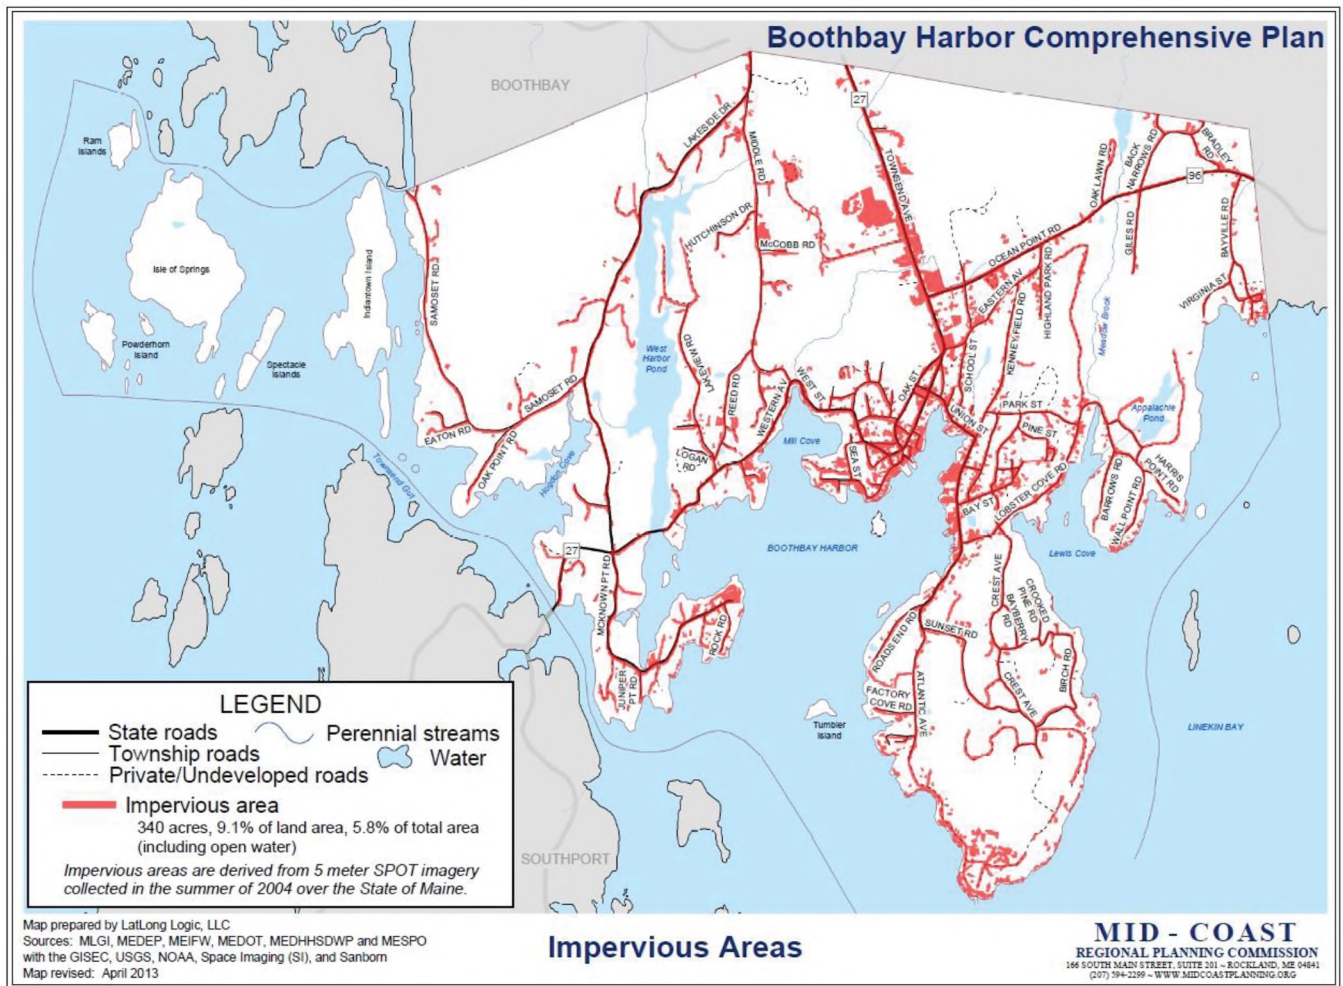 Boothbay Harbor Comprehensive Plan
BOOTHBAY
27
Ram
Islands
LAKESIDE DR
MIDDLE RD
TOWNSEND AVE
OAK LAWN RD
BACK
NARROWS RD
BRADLEY
RD
96
Isle of Springs
Indiantown Island
SAMOSET RD
HUTCHINSON DR
McCOBB RD
OCEAN POINT RD
GILES RD
BAYVILLE RD
EASTERN AV
HIGHLAND PARK RD
VIRGINIA ST
Powderhorn
Island
Spectacle
Islands
West
Harbor
Pond
LAKEVIEW RD
KENNEY FIELD RD
Meadow Brook
SCHOOL ST
SAMOSET RD
REED RD
WESTERN AV
WEST ST
OAK ST
UNION ST
PARK ST
PINE ST
Appalachie
Pond
EATON RD
OAK POINT RD
Hogdon Cove
Townsend Gut
LOGAN
RD
Mill Cove
SEA ST
BAY ST
LOBSTER COVE RD
BARROWS RD
WALL POINT RD
HARRIS
POINT RD
27
BOOTHBAY HARBOR
Lewis Cove
MCKNOWN PT RD
CREST AVE
CROOKED
PINE RD
BAYBERRY
RD
ROCK RD
ROADS END RD
SUNSET RD
JUNIPER
PT RD
FACTORY
COVE RD
ATLANTIC AVE
CREST AVE
BIRCH RD
Tumbler
Island
LINEKIN BAY
SOUTHPORT
LEGEND
State roads
Perennial streams
Township roads
Water
Private/Undeveloped roads
Impervious area
340 acres, 9.1% of land area, 5.8% of total area
(including open water)
Impervious areas are derived from 5 meter SPOT imagery
collected in the summer of 2004 over the State of Maine.
Map prepared by LatLong Logic, LLC
Sources: MLGI, MEDEP, MEIFW, MEDOT, MEDHHSDWP and MESPO
with the GISEC, USGS, NOAA, Space Imaging (SI), and Sanborn
Map revised: April 2013
Impervious Areas
MID - COAST
REGIONAL PLANNING COMMISSION
166 SOUTH MAIN STREET, SUITE 201 ~ ROCKLAND, ME 04841
(207) 594-2299 ~ WWW.MIDCOASTPLANNING.ORG